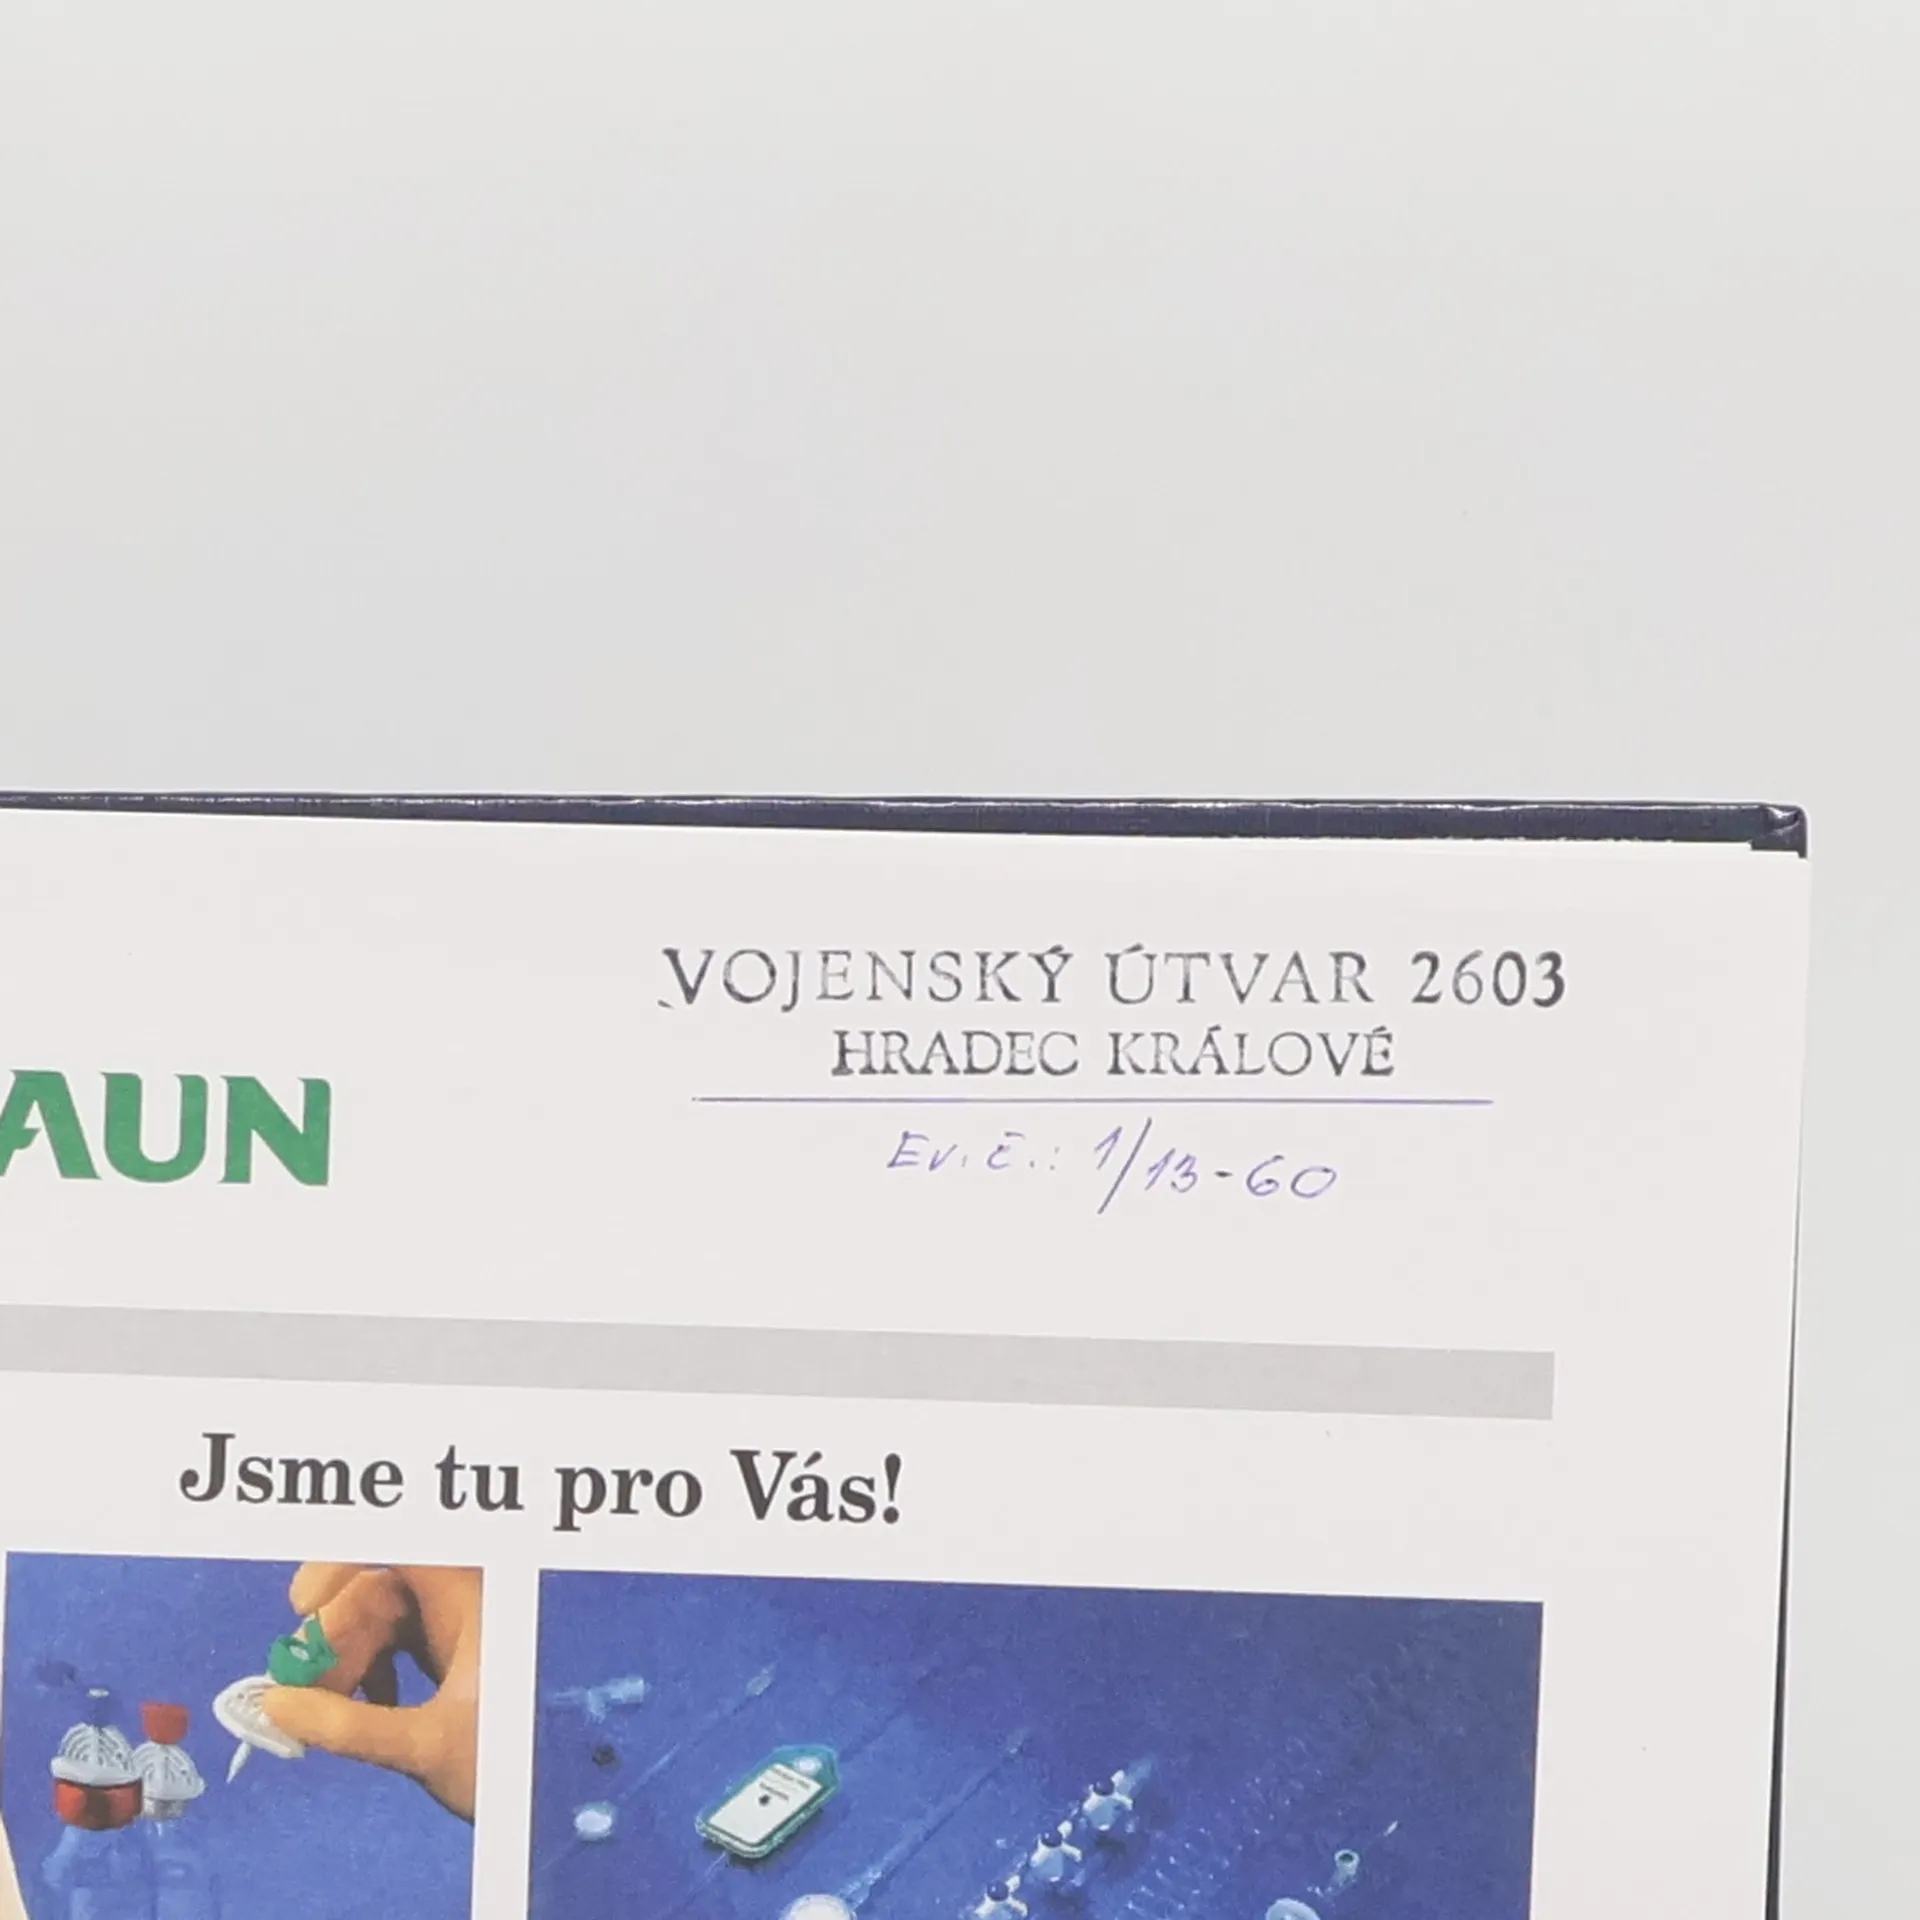 VOJENSKÝ ÚTVAR 2603
HRADEC KRÁLOVÉ
Ev. č.: 1/13-60
AUN
Jsme tu pro Vás!